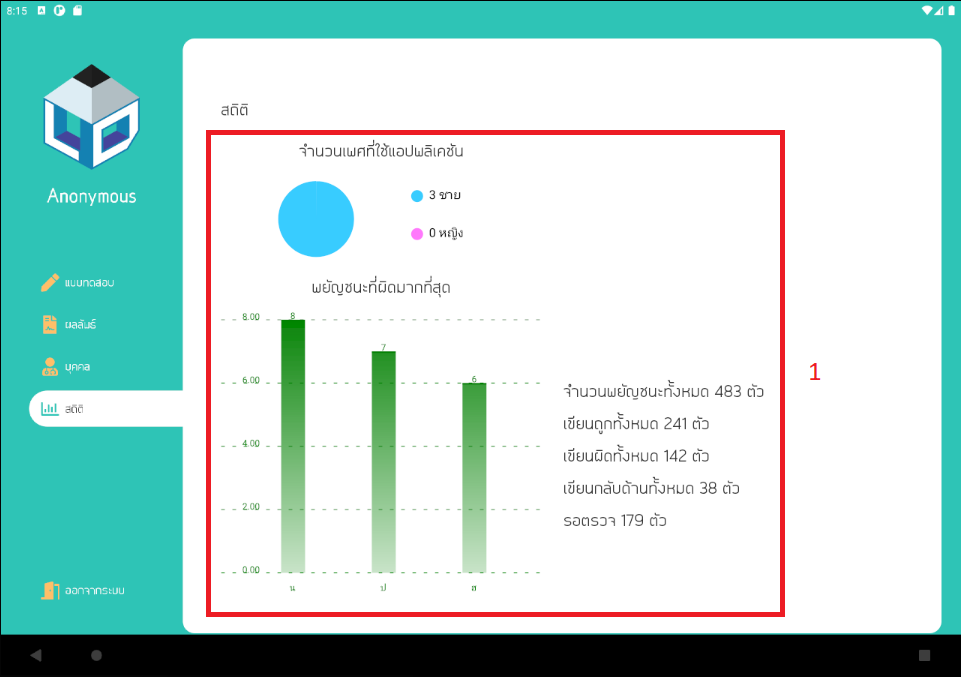 8:15
Anonymous
แบบทดสอบ
ผลลัพธ์
บุคคล
สถิติ
ออกจากระบบ
สถิติ
จำนวนเพศที่ใช้แอปพลิเคชัน
3 ชาย
0 หญิง
พยัญชนะที่ผิดมากที่สุด
8.00
6.00
4.00
2.00
0.00
8
7
6
น
ป
ส
จำนวนพยัญชนะทั้งหมด 483 ตัว
เขียนถูกทั้งหมด 241 ตัว
เขียนผิดทั้งหมด 142 ตัว
เขียนกลับด้านทั้งหมด 38 ตัว
รอตรวจ 179 ตัว
1